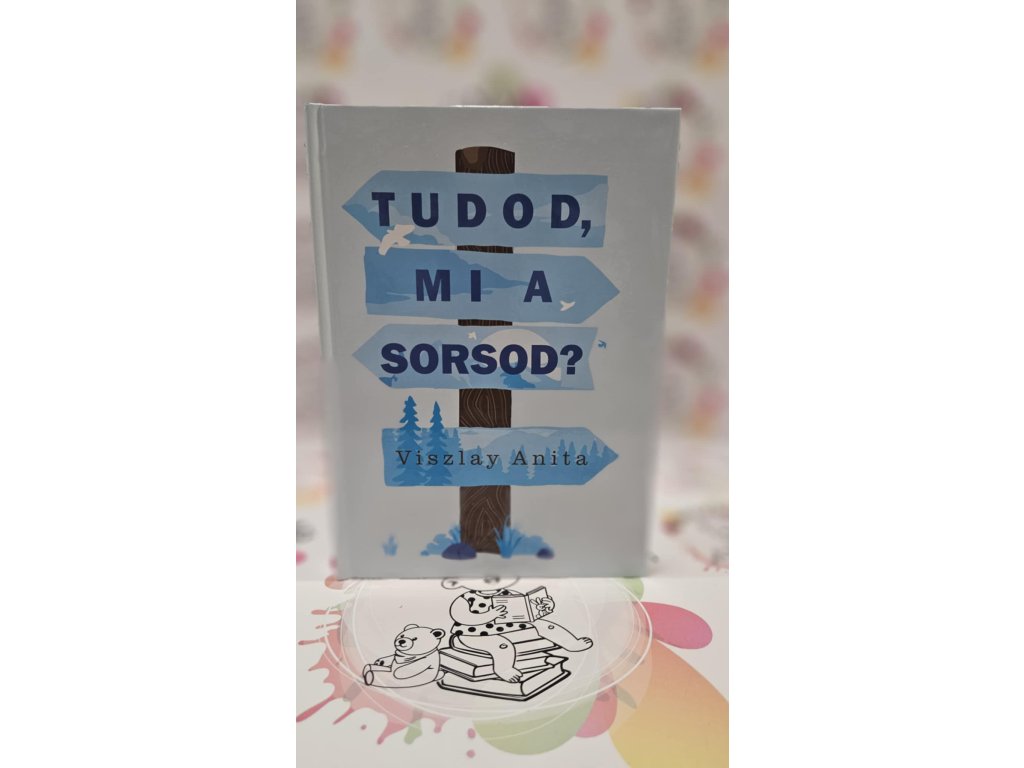 TUDOD,
MI A
SORSOD?
Viszlay Anita